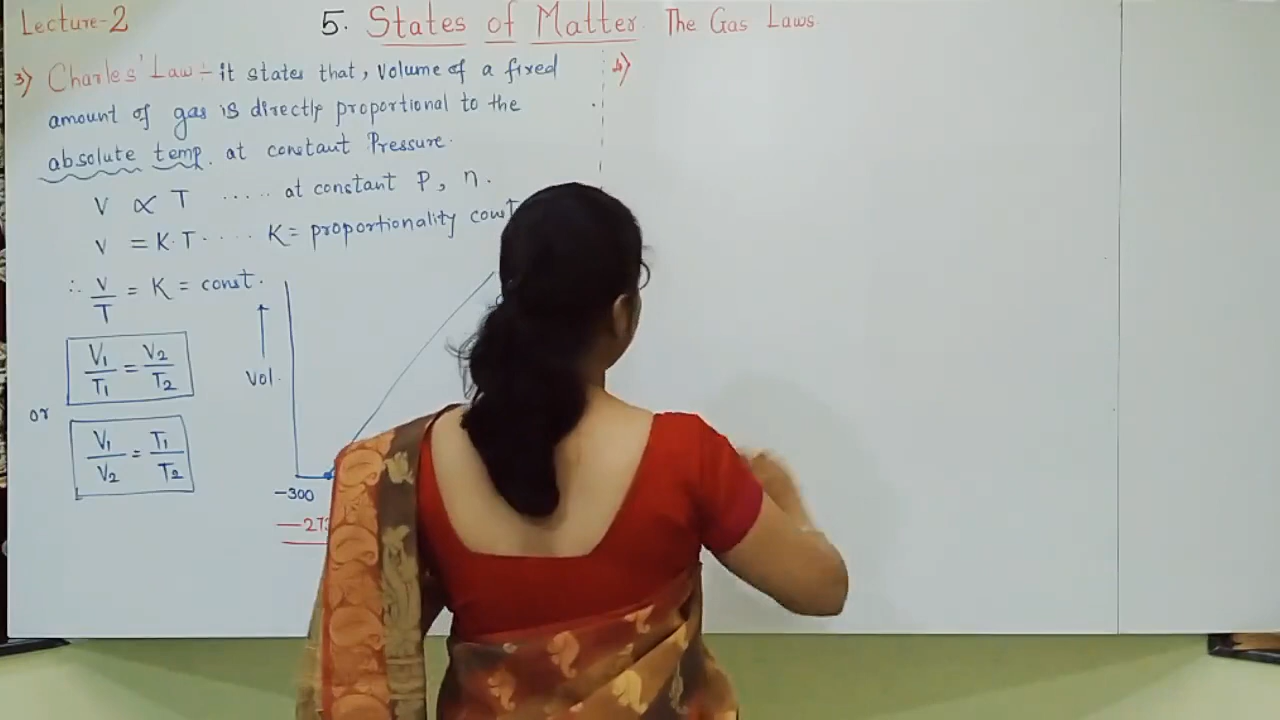 Lecture-2
5. States of Matter. The Gas Laws.
3) Charles' Law - it states that, volume of a fixed
amount of gas is directly proportional to the
absolute temp. at constant Pressure.
V ∝ T ..... at constant P, n.
V = K.T ..... K = proportionality const
∴ V/T = K = const.
V1/T1 = V2/T2
or
V1/V2 = T1/T2
Vol.
-300
4)